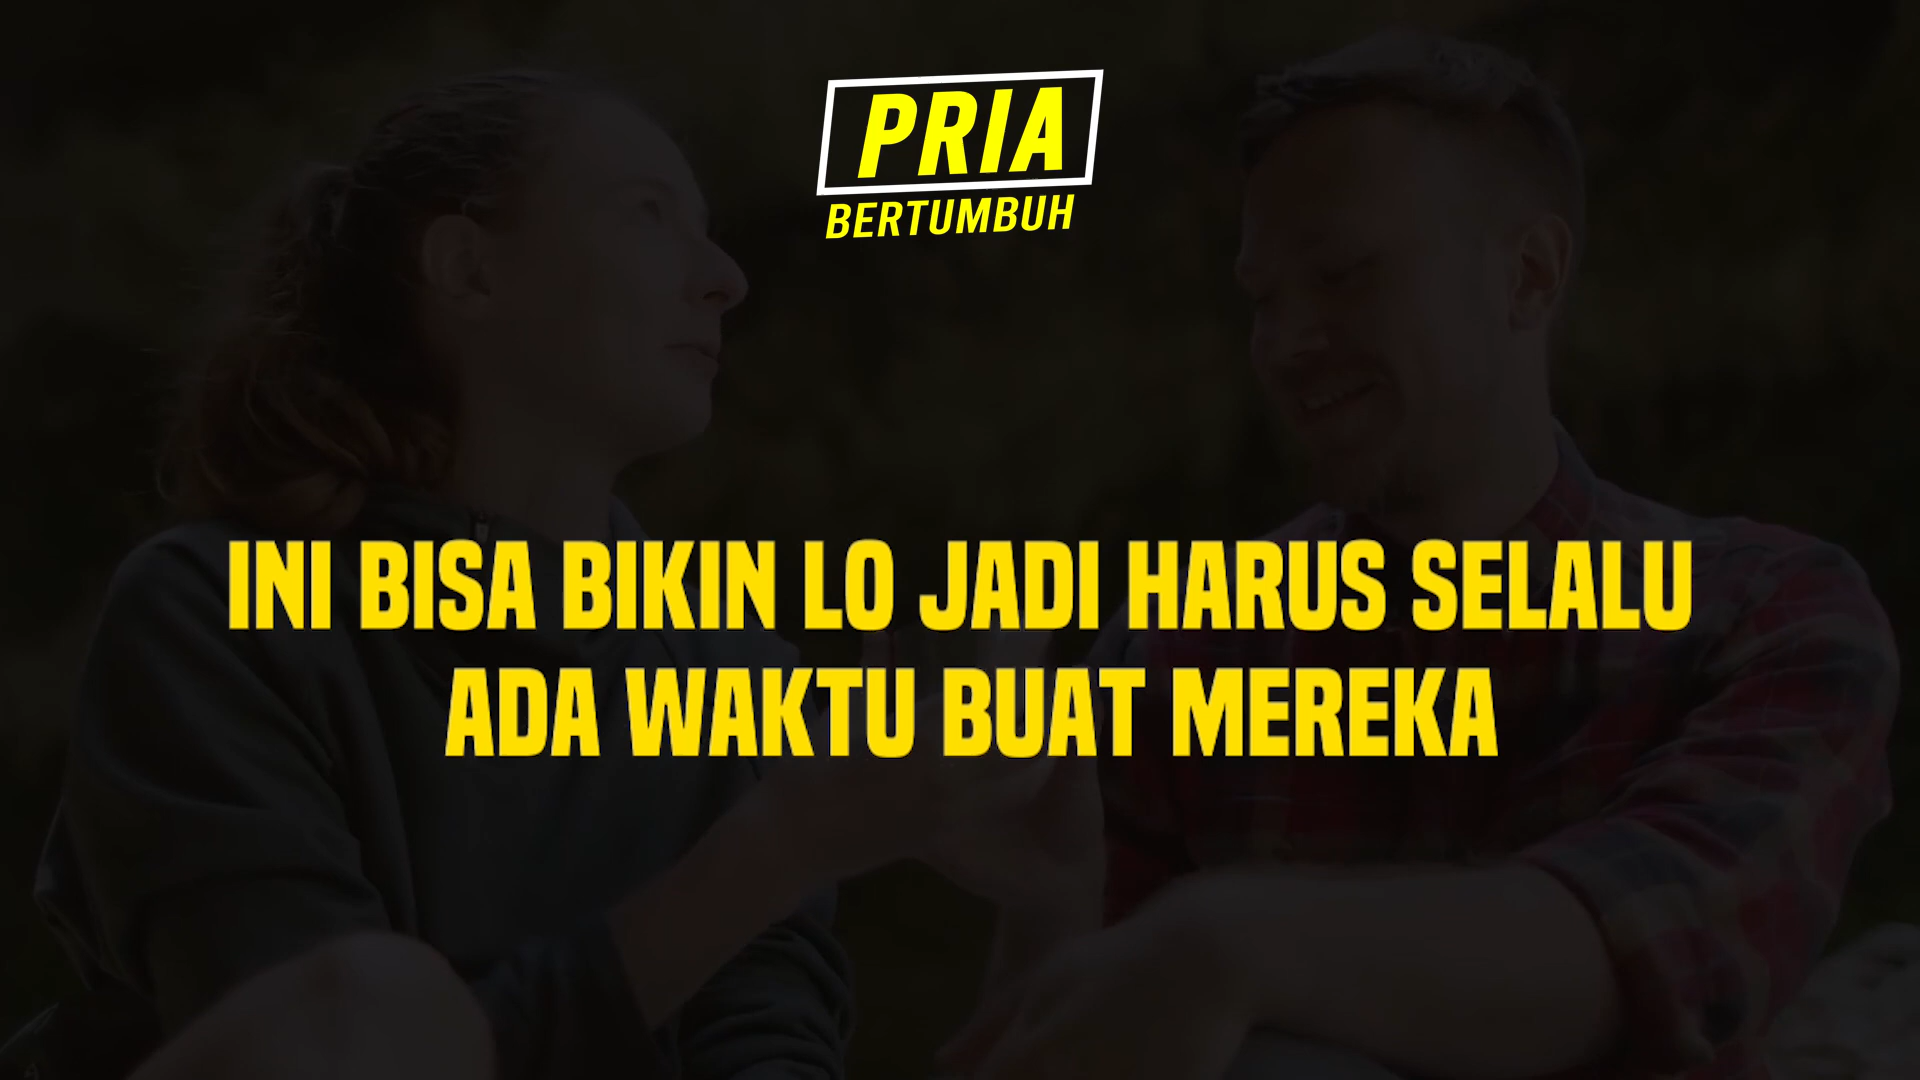 PRIA
BERTUMBUH
INI BISA BIKIN LO JADI HARUS SELALU
ADA WAKTU BUAT MEREKA